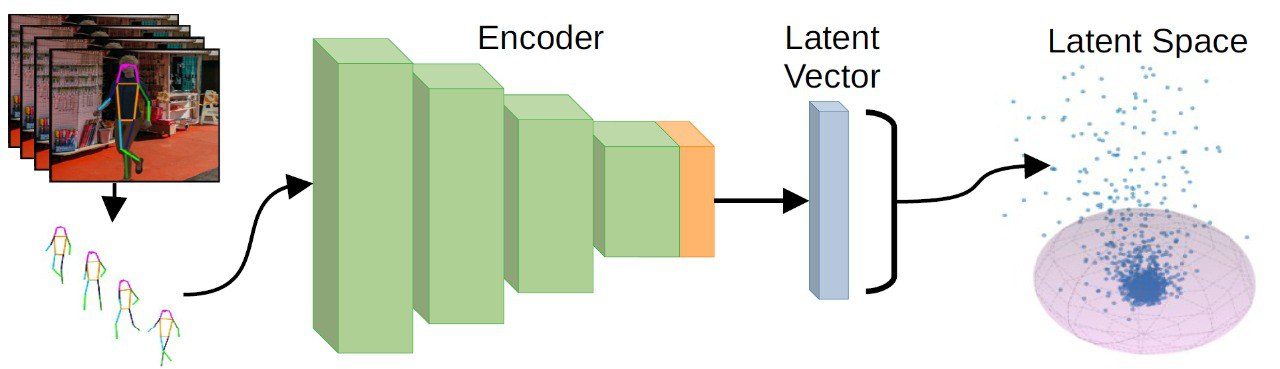 Encoder
Latent
Vector
Latent Space